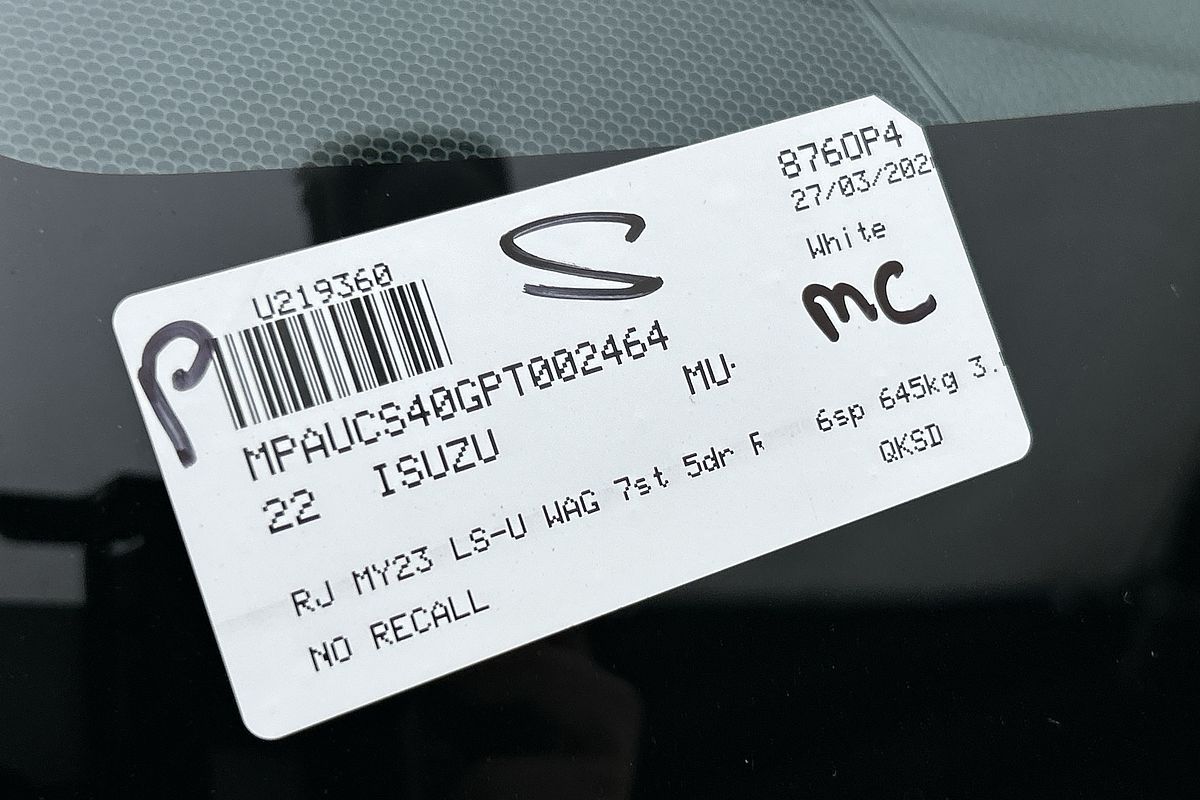 8760P4
27/03/202
White
U219360
S
MC
P
MPAUCS40GPT002464
22 ISUZU MU-
RJ MY23 LS-U WAG 7st 5dr 6sp 645kg 3.
NO RECALL QKSD